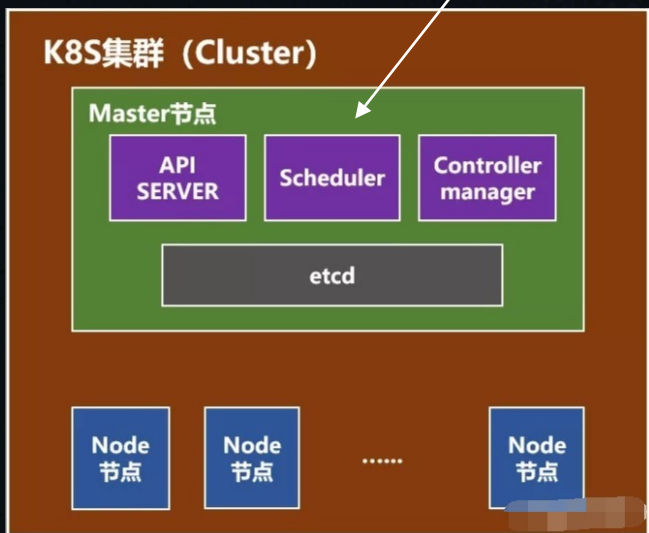 K8S集群（Cluster）
Master节点
API
SERVER
Scheduler
Controller
manager
etcd
Node
节点
Node
节点
……
Node
节点